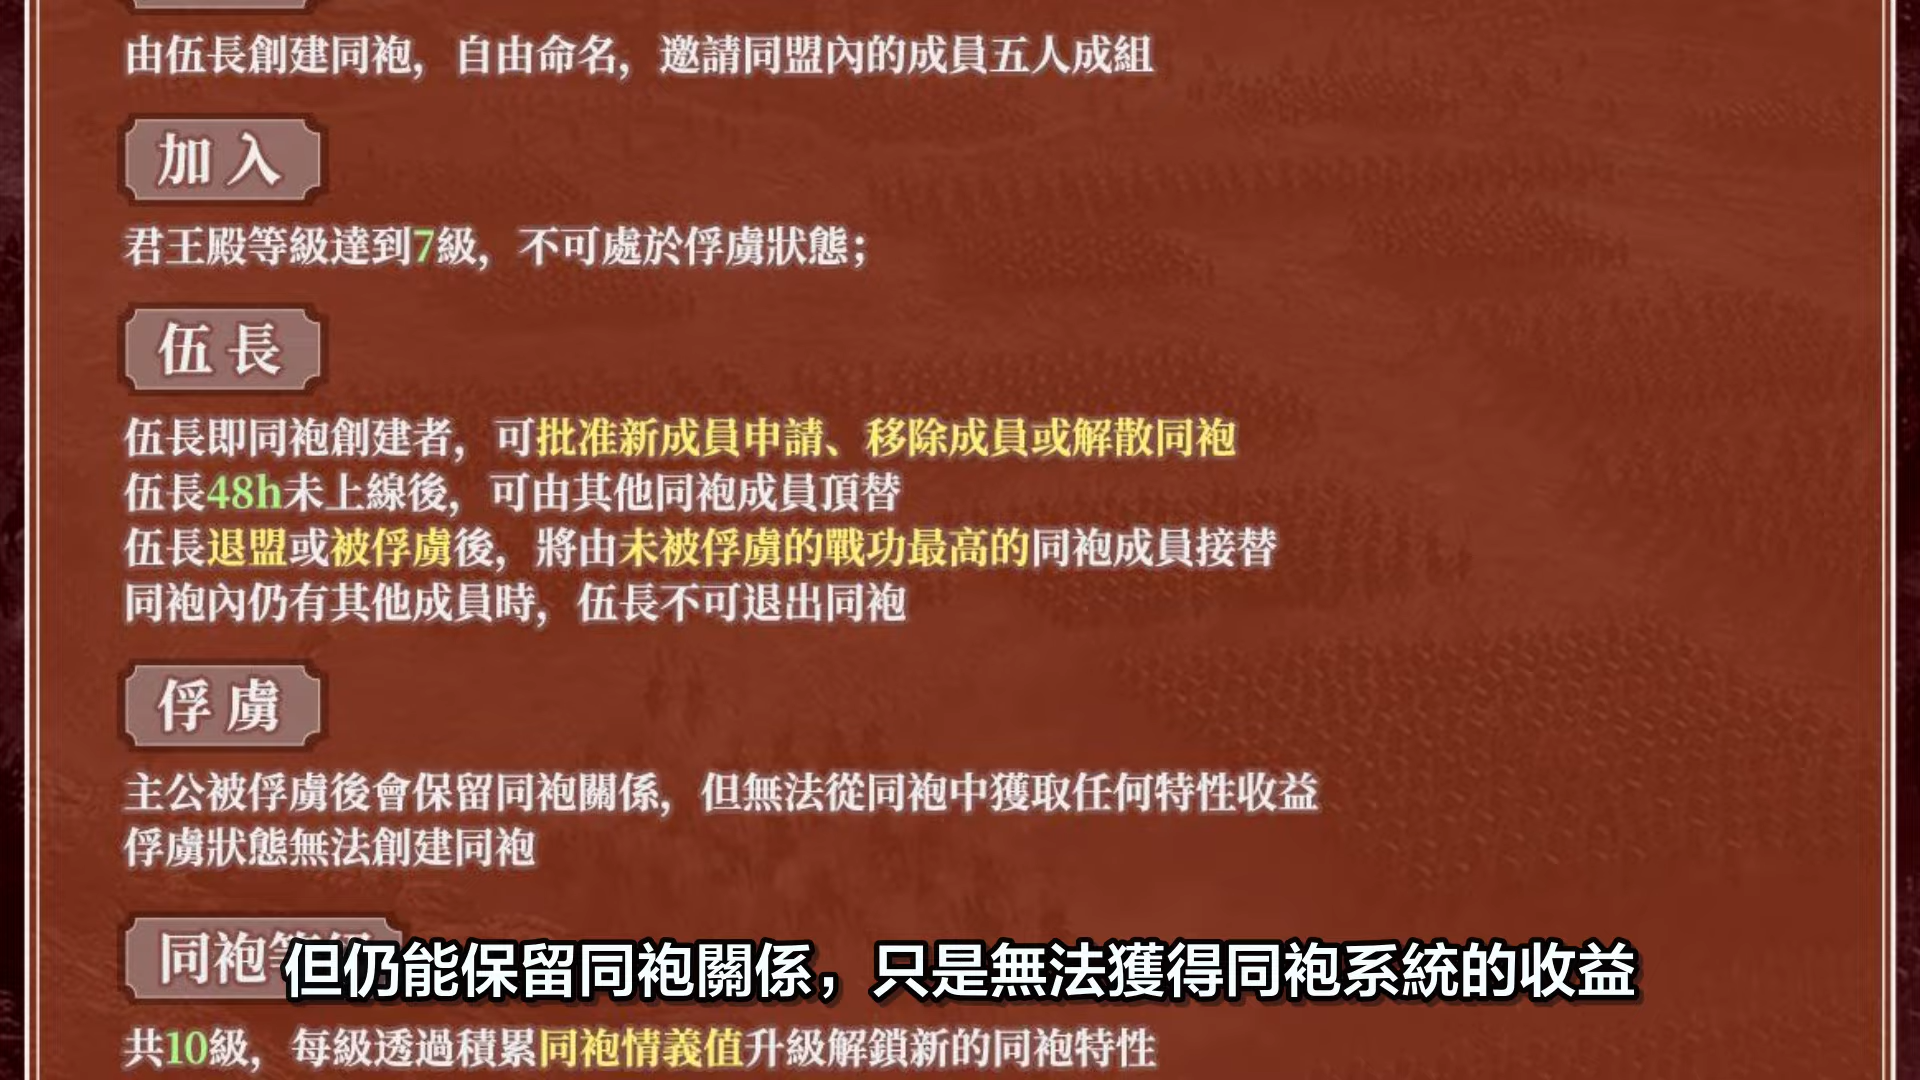 由伍長創建同袍，自由命名，邀請同盟內的成員五人成組
加入
君王殿等級達到7級，不可處於俘虜狀態；
伍長
伍長即同袍創建者，可批准新成員申請、移除成員或解散同袍
伍長48h未上線後，可由其他同袍成員頂替
伍長退盟或被俘虜後，將由未被俘虜的戰功最高的同袍成員接替
同袍內仍有其他成員時，伍長不可退出同袍
俘虜
主公被俘虜後會保留同袍關係，但無法從同袍中獲取任何特性收益
俘虜狀態無法創建同袍
同袍等級
但仍能保留同袍關係，只是無法獲得同袍系統的收益
共10級，每級透過積累同袍情義值升級解鎖新的同袍特性